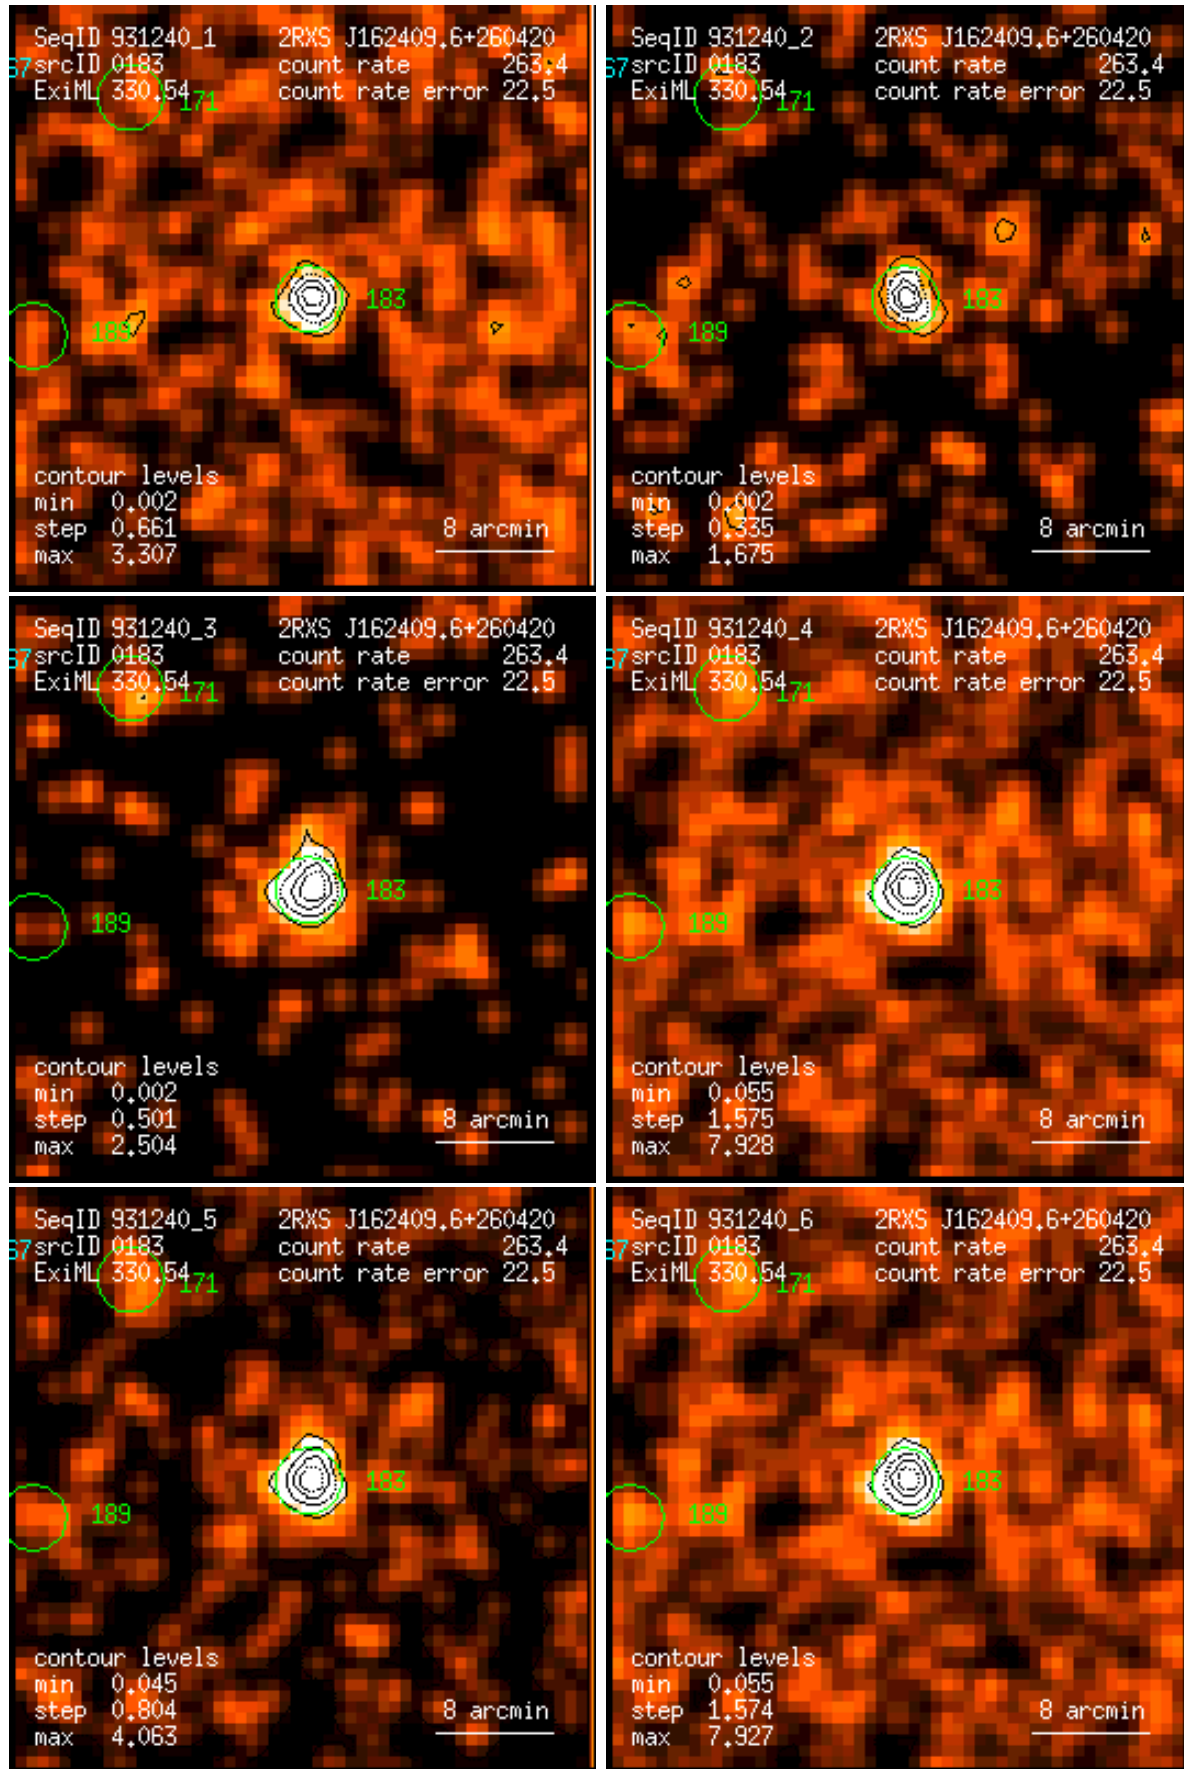 SeqID 931240_1 2RXS J162409.6+260420
67 srcID 0183 count rate 263.4
ExiML 330.54 171 count rate error 22.5
183
189
contour levels
min 0.002
step 0.661 8 arcmin
max 3.307
SeqID 931240_2 2RXS J162409.6+260420
67 srcID 0183 count rate 263.4
ExiML 330.54 171 count rate error 22.5
183
189
contour levels
min 0.002
step 0.335 8 arcmin
max 1.675
SeqID 931240_3 2RXS J162409.6+260420
67 srcID 0183 count rate 263.4
ExiML 330.54 171 count rate error 22.5
183
189
contour levels
min 0.002
step 0.501 8 arcmin
max 2.504
SeqID 931240_4 2RXS J162409.6+260420
67 srcID 0183 count rate 263.4
ExiML 330.54 171 count rate error 22.5
183
189
contour levels
min 0.055
step 1.575 8 arcmin
max 7.928
SeqID 931240_5 2RXS J162409.6+260420
67 srcID 0183 count rate 263.4
ExiML 330.54 171 count rate error 22.5
183
189
contour levels
min 0.045
step 0.804 8 arcmin
max 4.063
SeqID 931240_6 2RXS J162409.6+260420
67 srcID 0183 count rate 263.4
ExiML 330.54 171 count rate error 22.5
183
189
contour levels
min 0.055
step 1.574 8 arcmin
max 7.927